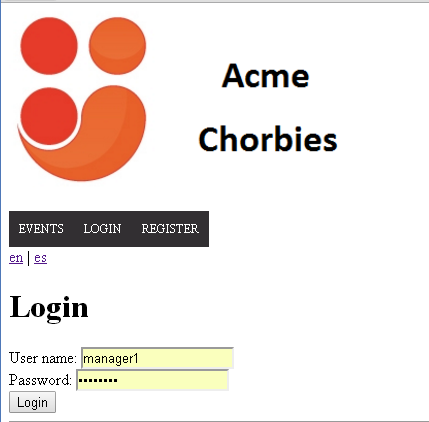 Acme
Chorbies
EVENTS LOGIN REGISTER
en | es
Login
User name: manager1
Password: ••••••••
Login